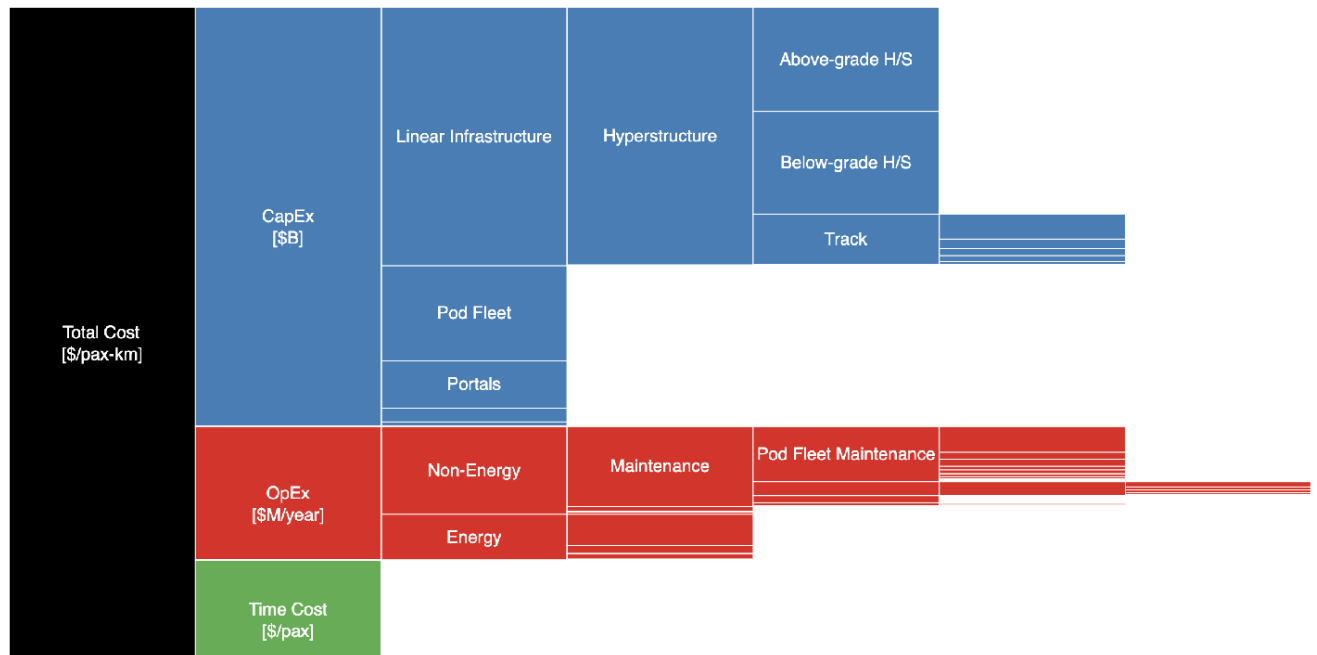 Total Cost
[$/pax-km]
CapEx
[$B]
Linear Infrastructure
Hyperstructure
Above-grade H/S
Below-grade H/S
Track
Pod Fleet
Portals
OpEx
[$M/year]
Non-Energy
Maintenance
Pod Fleet Maintenance
Energy
Time Cost
[$/pax]